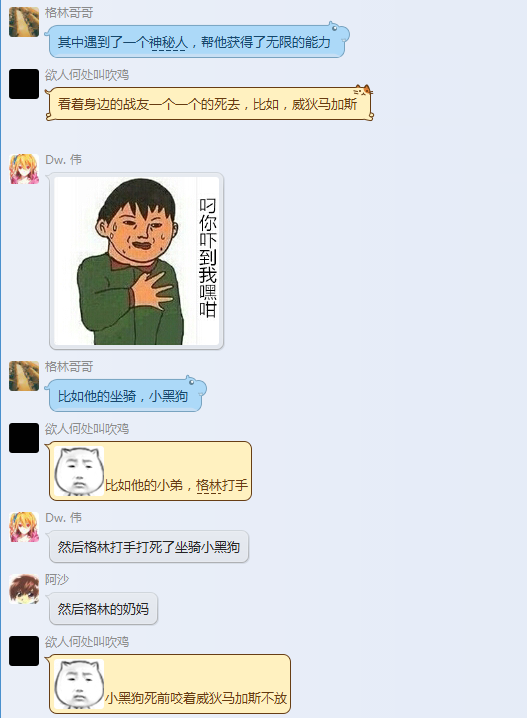 格林哥哥
其中遇到了一个神秘人，帮他获得了无限的能力
欲人何处叫吹鸡
看着身边的战友一个一个的死去，比如，威狄马加斯
Dw. 伟
叼你吓到我嘿咁
格林哥哥
比如他的坐骑，小黑狗
欲人何处叫吹鸡
比如他的小弟，格林打手
Dw. 伟
然后格林打手打死了坐骑小黑狗
阿沙
然后格林的奶妈
欲人何处叫吹鸡
小黑狗死前咬着威狄马加斯不放